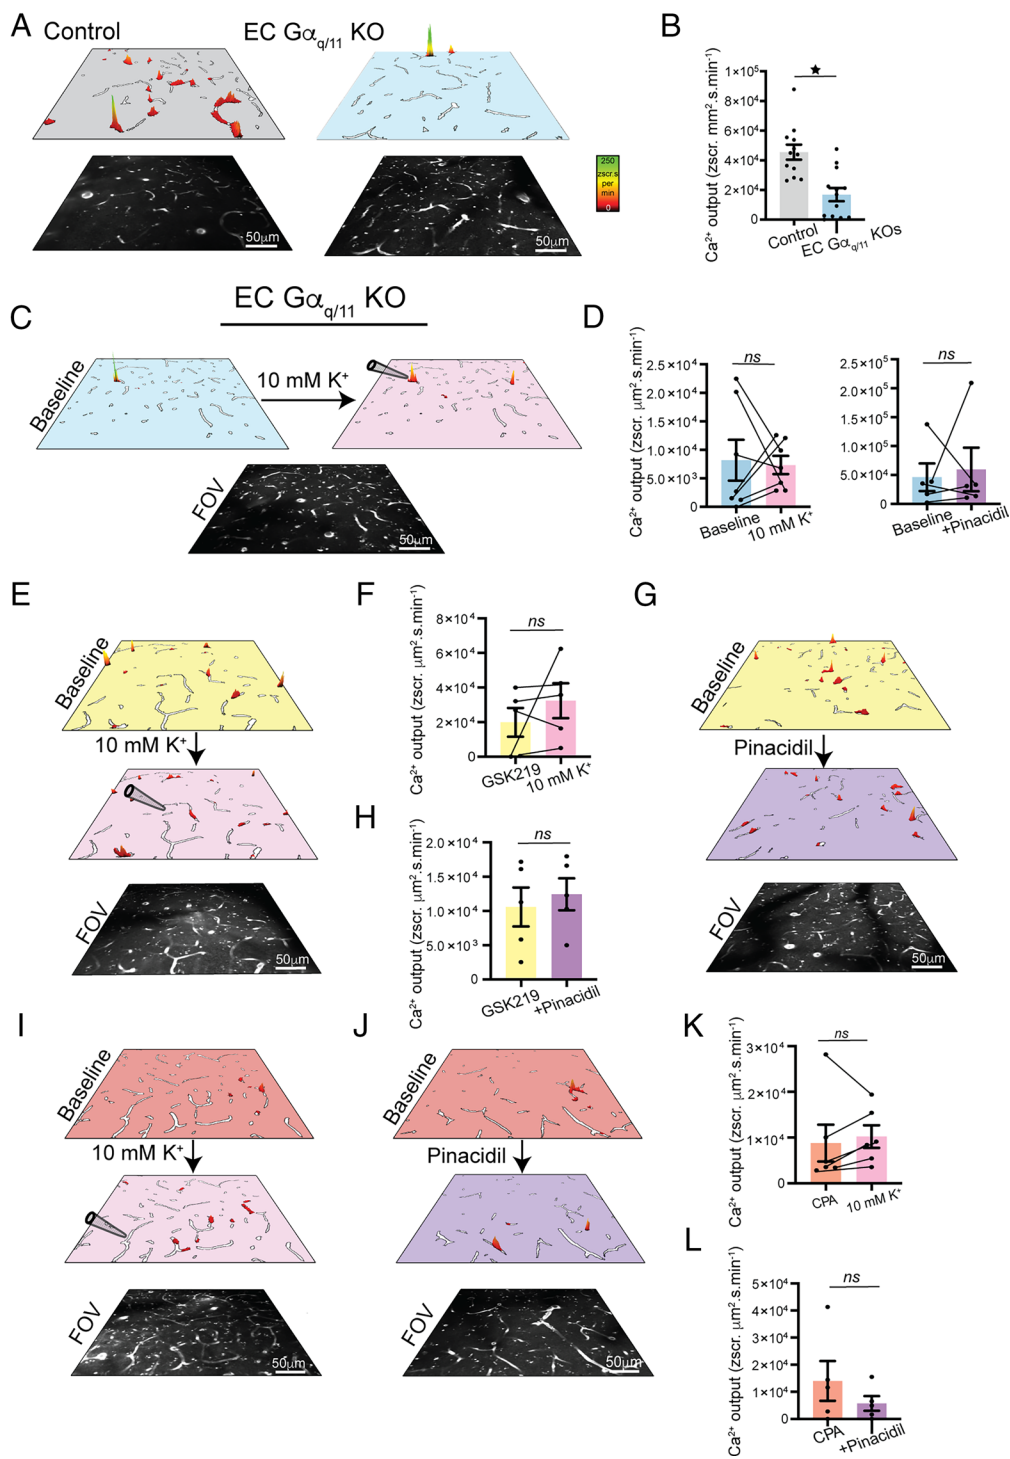 A
Control
EC Gαq/11 KO
250
zscr.s
per
min
0
50µm
50µm
B
Ca²⁺ output (zscr. mm².s.min⁻¹)
1×10⁵
8×10⁴
6×10⁴
4×10⁴
2×10⁴
0
★
Control
EC Gαq/11 KOs
EC Gαq/11 KO
C
Baseline
10 mM K⁺
FOV
50µm
D
Ca²⁺ output (zscr. µm².s.min⁻¹)
2.5×10⁴
2.0×10⁴
1.5×10⁴
1.0×10⁴
5.0×10³
0
ns
Baseline
10 mM K⁺
2.5×10⁵
2.0×10⁵
1.5×10⁵
1.0×10⁵
5.0×10⁴
0
ns
Baseline
+Pinacidil
E
Baseline
10 mM K⁺
FOV
50µm
F
Ca²⁺ output (zscr. µm².s.min⁻¹)
8×10⁴
6×10⁴
4×10⁴
2×10⁴
0
ns
GSK219
10 mM K⁺
G
Baseline
Pinacidil
FOV
50µm
H
Ca²⁺ output (zscr. µm².s.min⁻¹)
2.0×10⁴
1.5×10⁴
1.0×10⁴
5.0×10³
0
ns
GSK219
+Pinacidil
I
Baseline
10 mM K⁺
FOV
50µm
J
Baseline
Pinacidil
FOV
50µm
K
Ca²⁺ output (zscr. µm².s.min⁻¹)
3×10⁴
2×10⁴
1×10⁴
0
ns
CPA
10 mM K⁺
L
Ca²⁺ output (zscr. µm².s.min⁻¹)
5×10⁴
4×10⁴
3×10⁴
2×10⁴
1×10⁴
0
ns
CPA
+Pinacidil